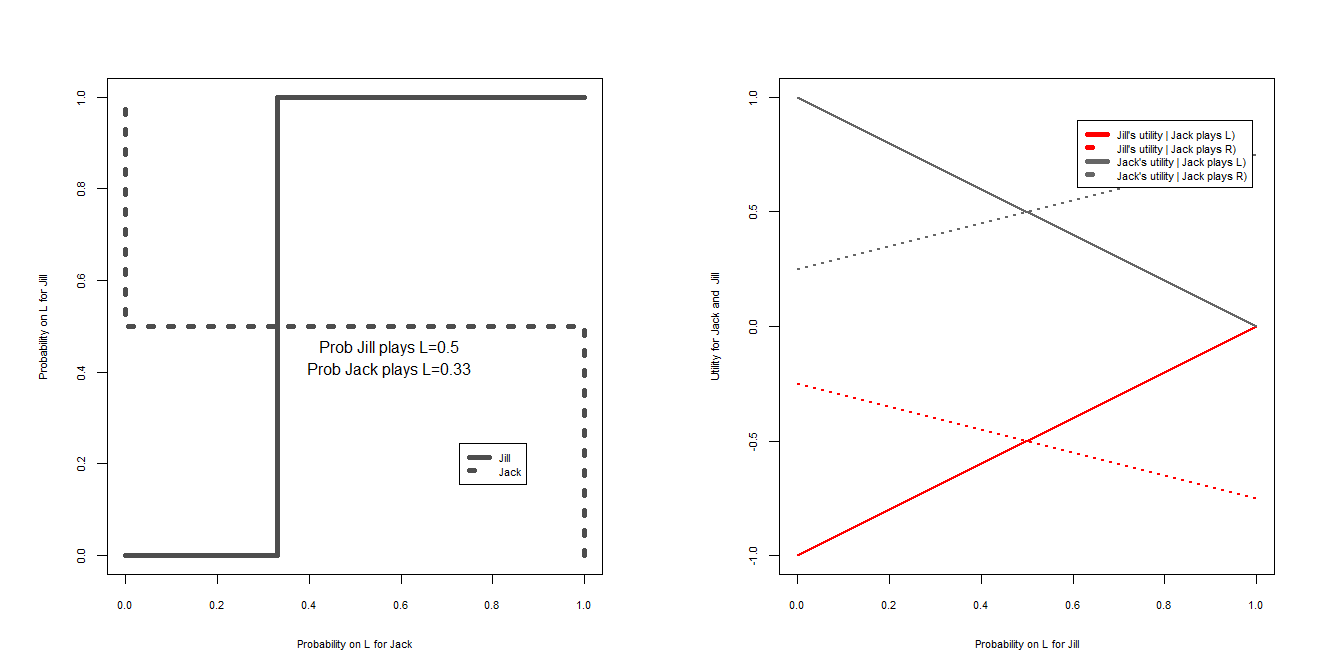 1.0
0.8
0.6
0.4
0.2
0.0
Probability on L for Jill
Prob Jill plays L=0.5
Prob Jack plays L=0.33
Jill
Jack
0.0
0.2
0.4
0.6
0.8
1.0
Probability on L for Jack
1.0
0.5
0.0
-0.5
-1.0
Utility for Jack and Jill
Jill's utility | Jack plays L)
Jill's utility | Jack plays R)
Jack's utility | Jack plays L)
Jack's utility | Jack plays R)
0.0
0.2
0.4
0.6
0.8
1.0
Probability on L for Jill